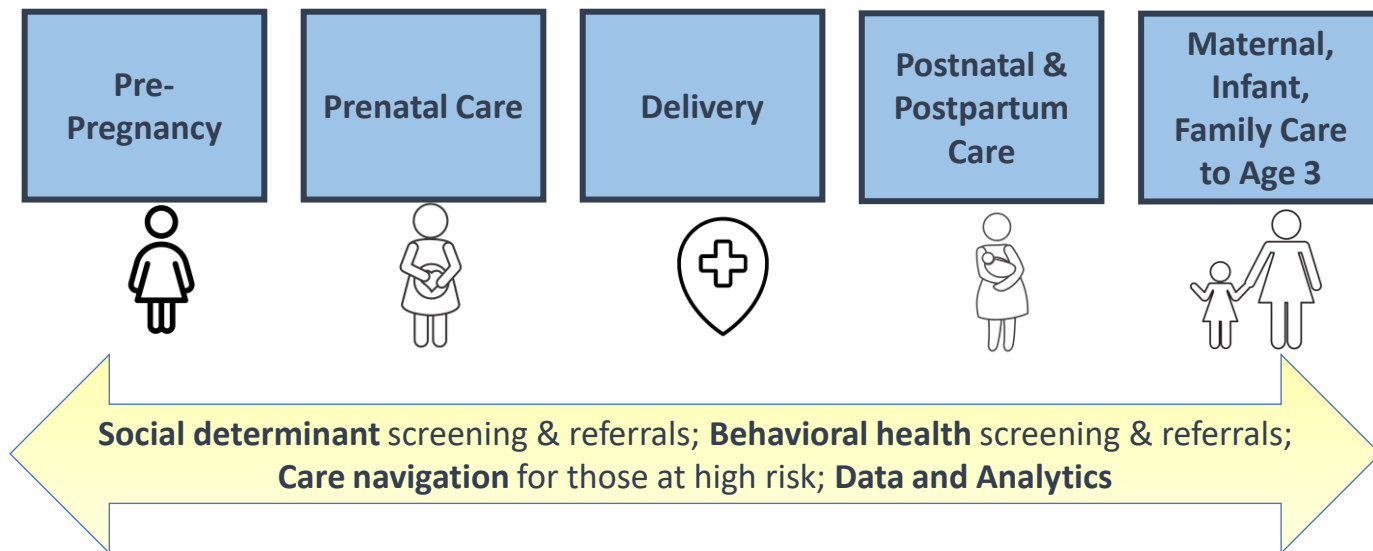 Pre-
Pregnancy
Prenatal Care
Delivery
Postnatal &
Postpartum
Care
Maternal,
Infant,
Family Care
to Age 3
Social determinant screening & referrals; Behavioral health screening & referrals;
Care navigation for those at high risk; Data and Analytics